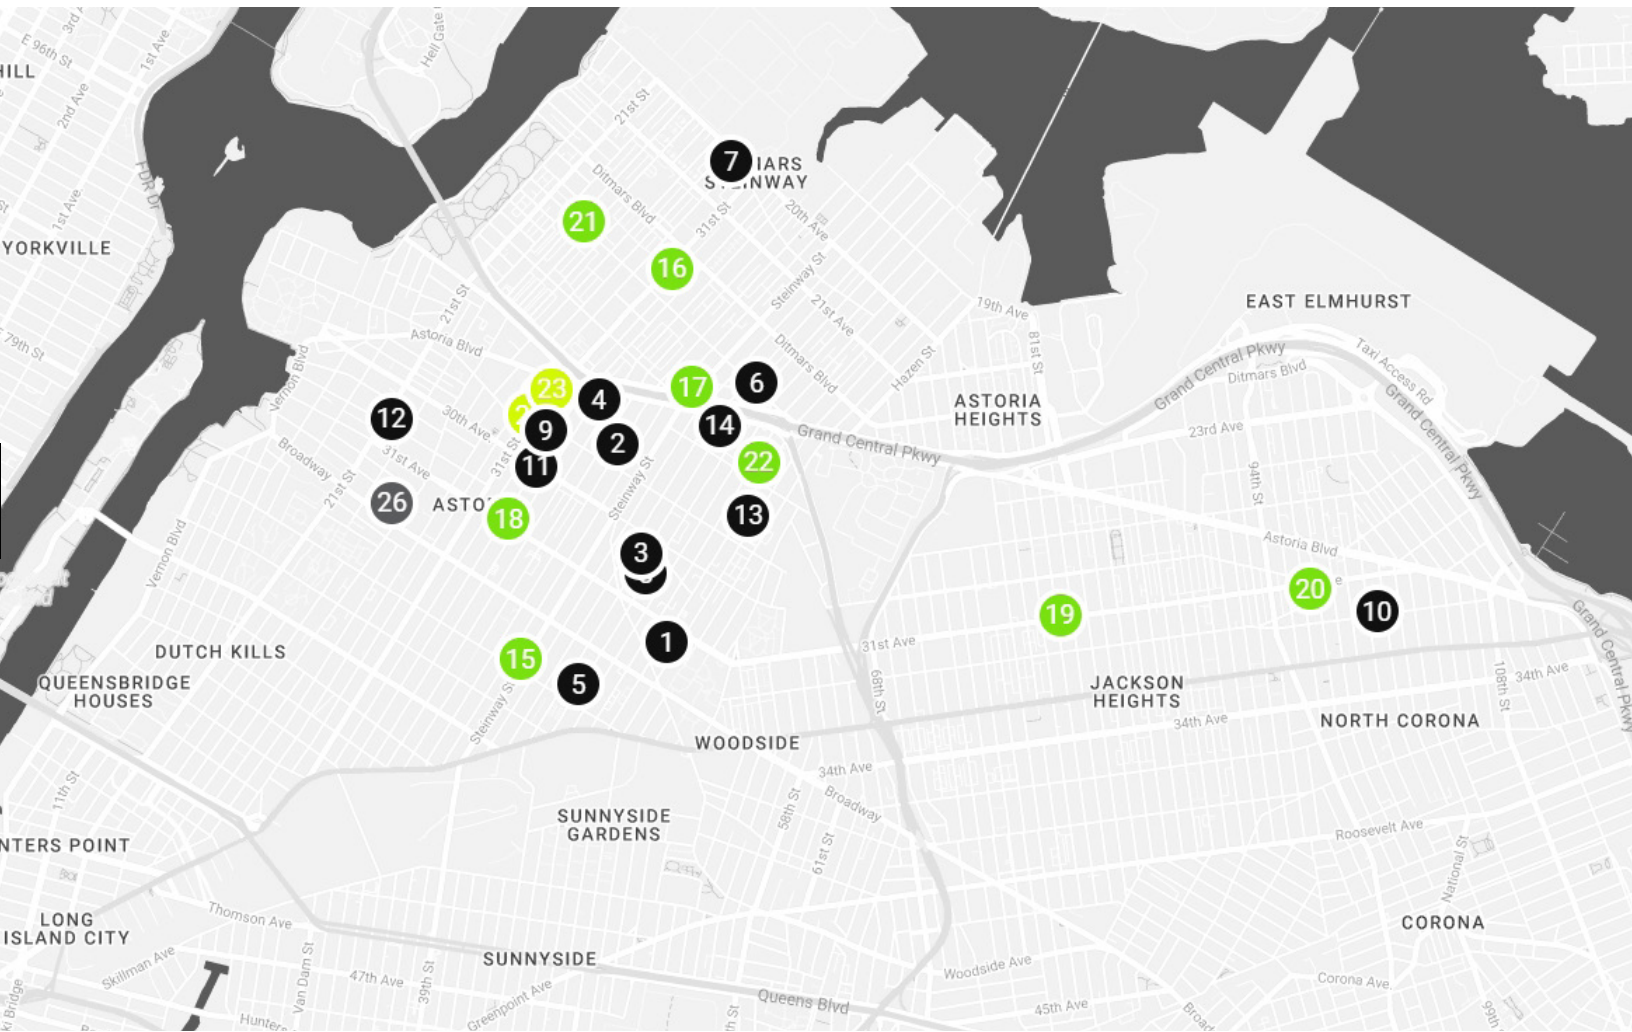 3rd A
E 96th St
1st Ave
Hell Gate
HILL
2nd Ave
21st St
7
IARS
STEINWAY
FDR Dr
Ditmars Blvd
20th Ave
31st St
21
1st Ave
YORKVILLE
16
Steinway St
21st St
19th Ave
EAST ELMHURST
E 79th St
21st Ave
Astoria Blvd
81st St
Grand Central Pkwy
Taxi Access Rd
Ditmars Blvd
Hazen St
Ditmars Blvd
Vernon Blvd
23
17
6
4
ASTORIA
HEIGHTS
Grand Central Pkwy
12
30th Ave
9
14
23rd Ave
2
Grand Central Pkwy
Broadway
31st Ave
31st St
11
22
21st St
Steinway St
94th St
26
ASTO
18
13
Vernon Blvd
3
Astoria Blvd
20
10
19
Grand Central Pkwy
1
31st Ave
DUTCH KILLS
15
5
68th St
QUEENSBRIDGE
HOUSES
JACKSON
HEIGHTS
108th St
34th Ave
Steinway St
34th Ave
NORTH CORONA
WOODSIDE
34th Ave
11th St
Broadway
58th St
SUNNYSIDE
GARDENS
Roosevelt Ave
NTERS POINT
61st St
National St
LONG
ISLAND CITY
Thomson Ave
CORONA
SUNNYSIDE
Skillman Ave
Van Dam St
47th Ave
39th St
Woodside Ave
Corona Ave
Greenpoint Ave
Queens Blvd
45th Ave
Hunters
Broad
99th